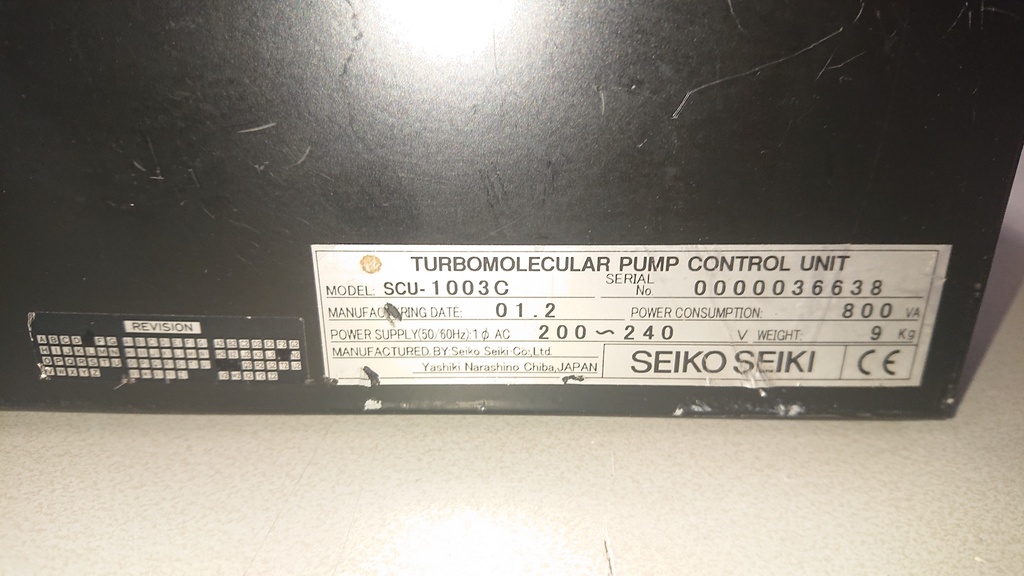 TURBOMOLECULAR PUMP CONTROL UNIT
MODEL: SCU-1003C SERIAL No. 0000036638
MANUFACTURING DATE: 01.2 POWER CONSUMPTION: 800 VA
POWER SUPPLY(50/60Hz):1φ AC 200~240 V WEIGHT: 9 Kg
MANUFACTURED BY Seiko Seiki Co;Ltd.
Yashiki Narashino Chiba,JAPAN
SEIKO SEIKI CE
REVISION